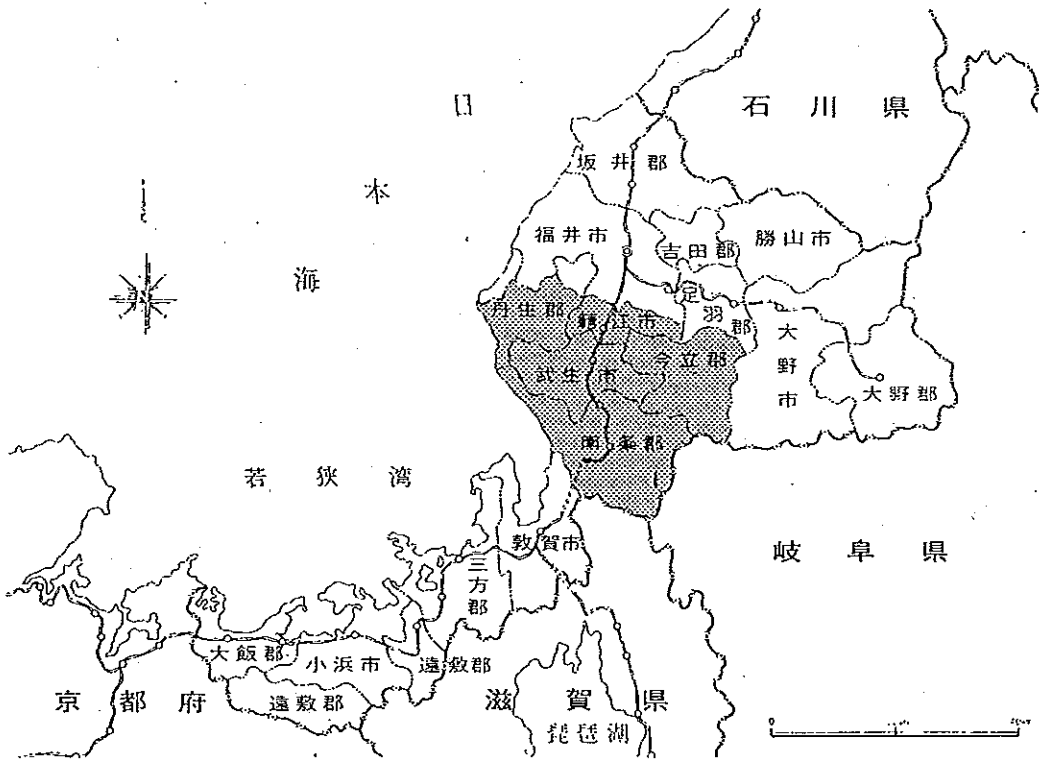 日本海
石川県
坂井郡
福井市
吉田郡
勝山市
足羽郡
丹生郡
鯖江市
大野市
今立郡
武生市
大野郡
南条郡
若狭湾
敦賀市
岐阜県
三方郡
大飯郡
小浜市
遠敷郡
遠敷郡
京都府
滋賀県
琵琶湖